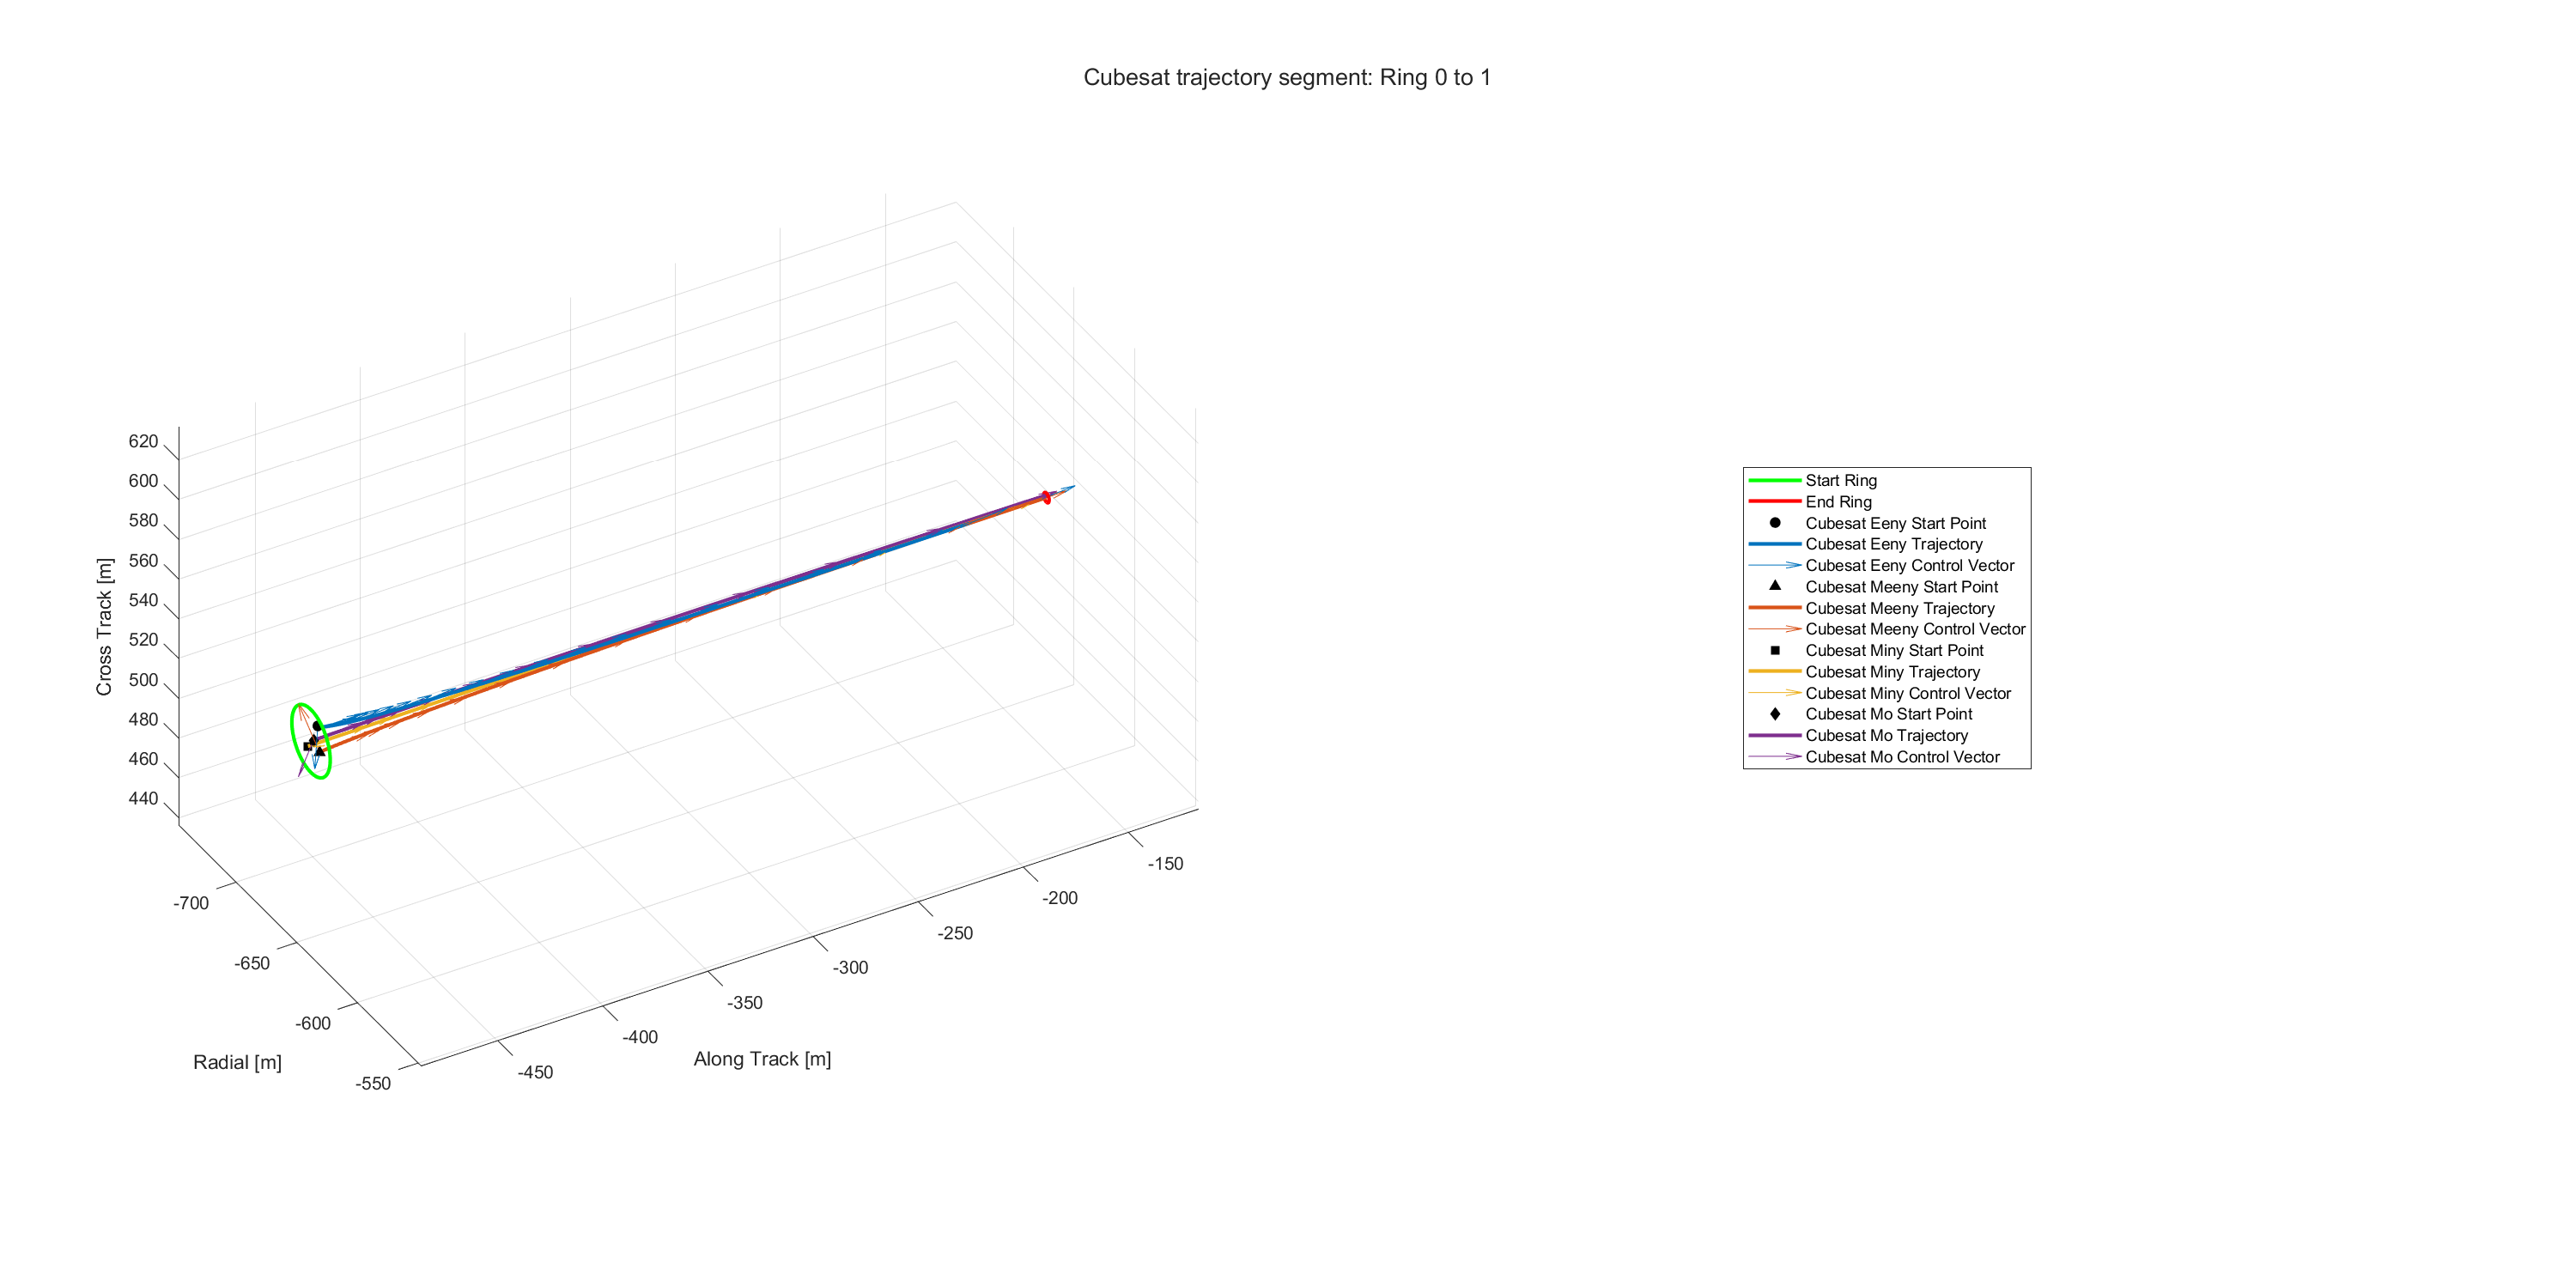 Cubesat trajectory segment: Ring 0 to 1
620
600
580
560
540
520
500
480
460
440
Cross Track [m]
-700
-650
-600
-550
Radial [m]
-450
-400
-350
-300
-250
-200
-150
Along Track [m]
Start Ring
End Ring
Cubesat Eeny Start Point
Cubesat Eeny Trajectory
Cubesat Eeny Control Vector
Cubesat Meeny Start Point
Cubesat Meeny Trajectory
Cubesat Meeny Control Vector
Cubesat Miny Start Point
Cubesat Miny Trajectory
Cubesat Miny Control Vector
Cubesat Mo Start Point
Cubesat Mo Trajectory
Cubesat Mo Control Vector